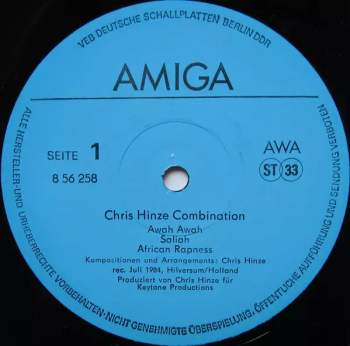 VEB DEUTSCHE SCHALLPLATTEN BERLIN DDR
AMIGA
SEITE 1
8 56 258
AWA
ST 33
Chris Hinze Combination
Awah Awah
Saliah
African Rapness
Kompositionen und Arrangements: Chris Hinze
rec. Juli 1984, Hilversum/Holland
Produziert von Chris Hinze für
Keytone Productions
ALLE HERSTELLER-UND URHEBERRECHTE VORBEHALTEN·NICHT GENEHMIGTE ÜBERSPIELUNG, ÖFFENTLICHE AUFFÜHRUNG UND SENDUNG VERBOTEN